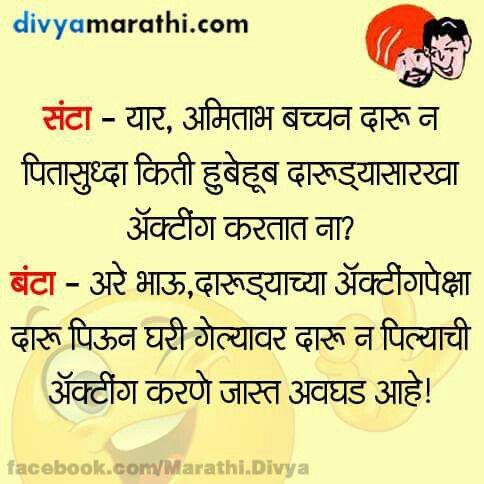 divyamarathi.com
संटा - यार, अमिताभ बच्चन दारू न
पितासुध्दा किती हुबेहूब दारूड्यासारखा
ॲक्टींग करतात ना?
बंटा - अरे भाऊ,दारूड्याच्या ॲक्टींगपेक्षा
दारू पिऊन घरी गेल्यावर दारू न पिल्याची
ॲक्टींग करणे जास्त अवघड आहे!
facebook.com/Marathi.Divya